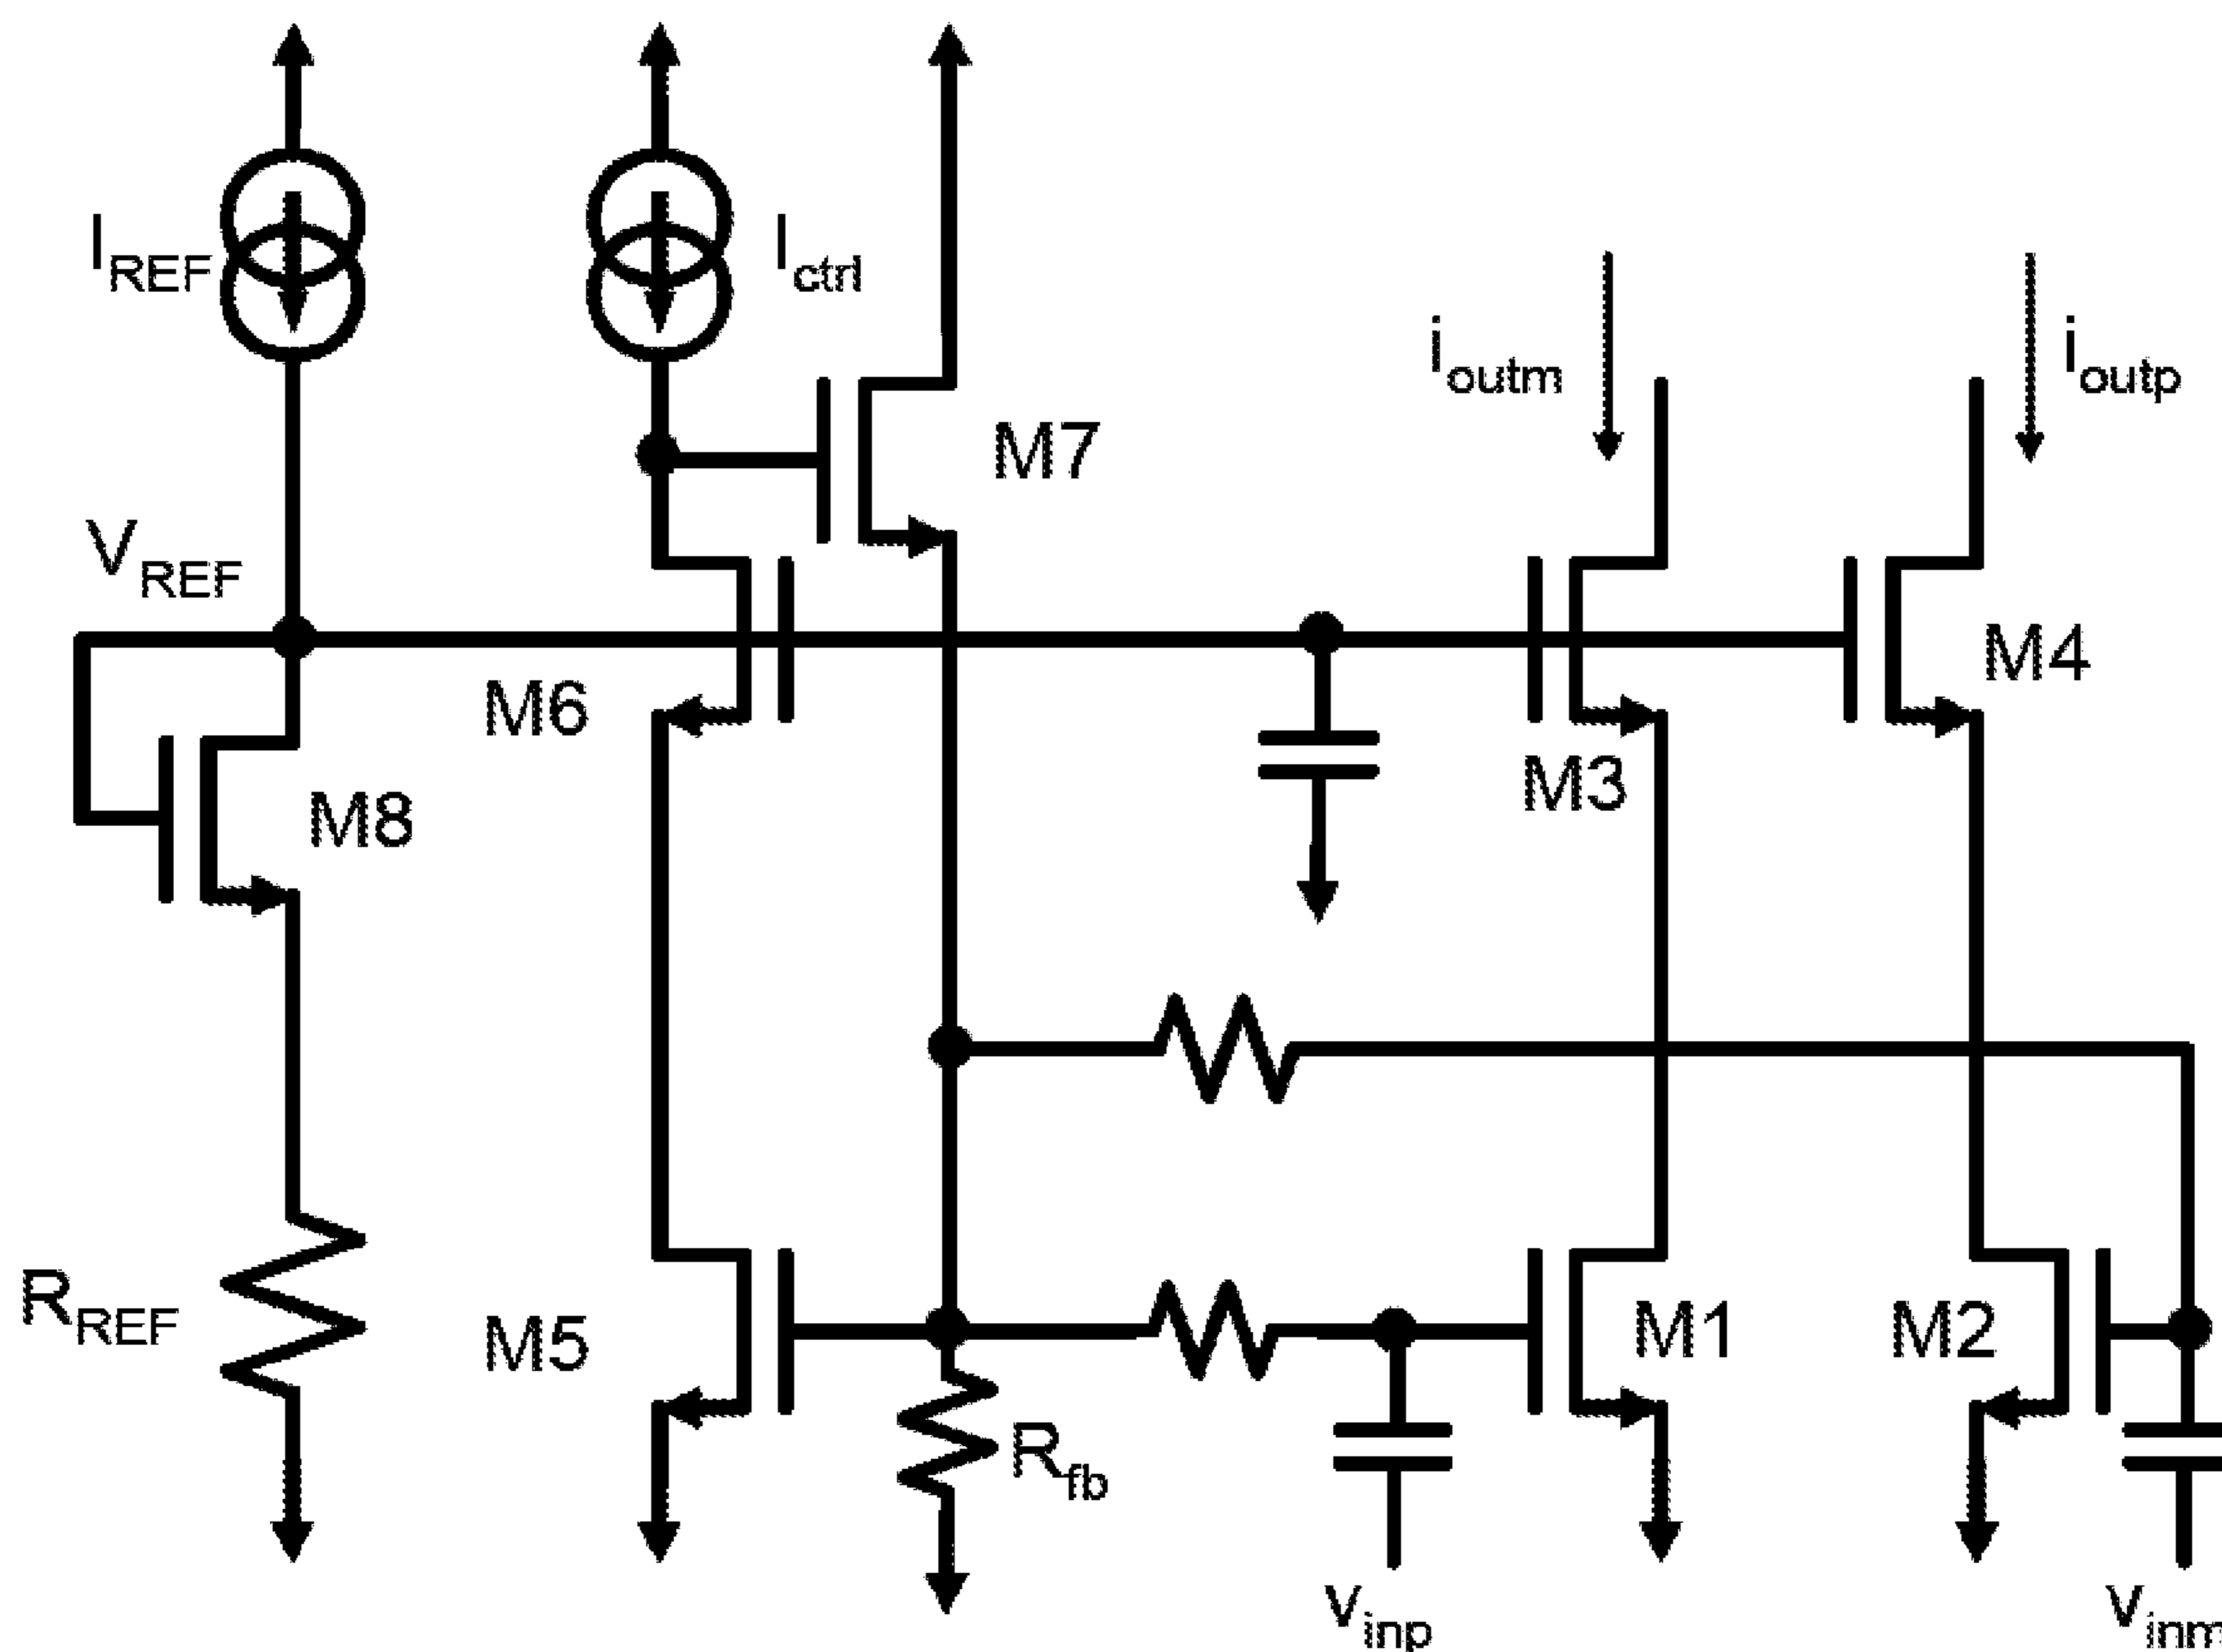 I_REF
I_ctrl
i_outm
i_outp
M7
V_REF
M6
M4
M3
M8
R_REF
M5
M1
M2
R_fb
v_inp
v_inm